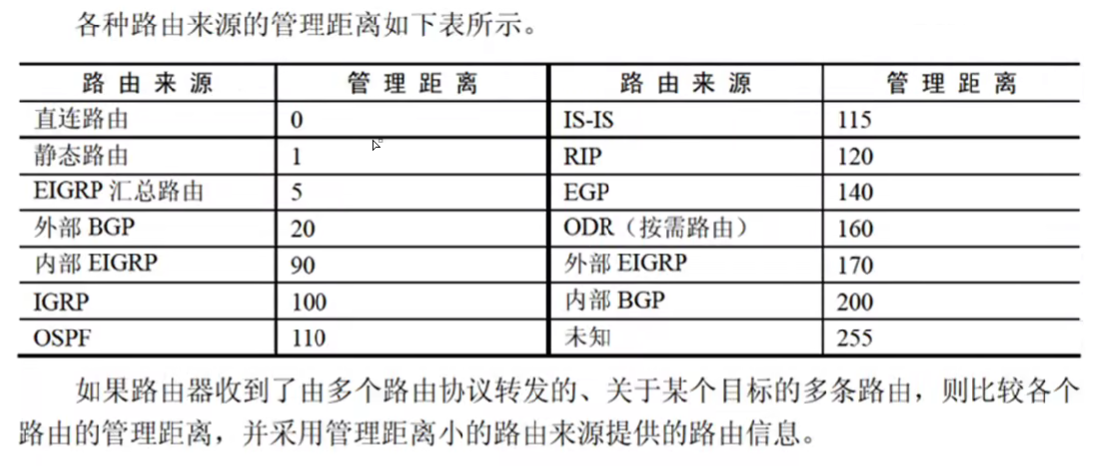 各种路由来源的管理距离如下表所示。
路由来源 管理距离 路由来源 管理距离
直连路由 0 IS-IS 115
静态路由 1 RIP 120
EIGRP 汇总路由 5 EGP 140
外部 BGP 20 ODR（按需路由） 160
内部 EIGRP 90 外部 EIGRP 170
IGRP 100 内部 BGP 200
OSPF 110 未知 255
如果路由器收到了由多个路由协议转发的、关于某个目标的多条路由，则比较各个
路由的管理距离，并采用管理距离小的路由来源提供的路由信息。